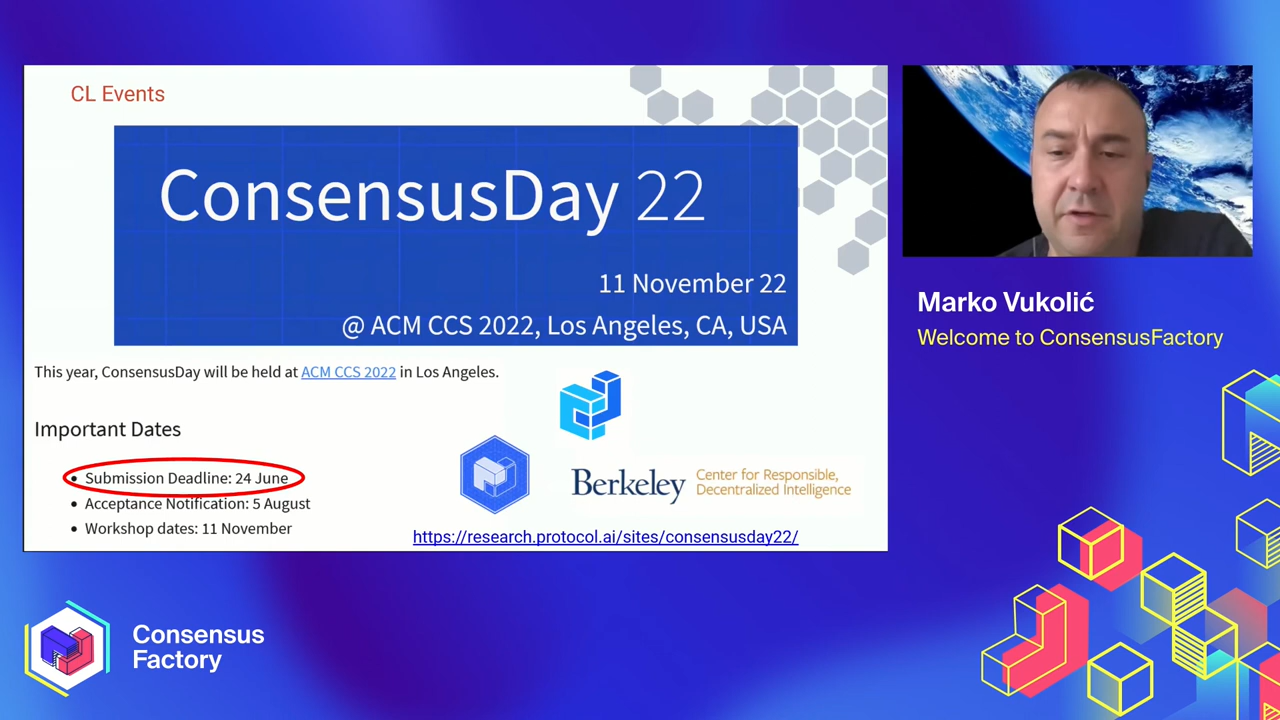 CL Events
ConsensusDay 22
11 November 22
@ ACM CCS 2022, Los Angeles, CA, USA
This year, ConsensusDay will be held at ACM CCS 2022 in Los Angeles.
Important Dates
• Submission Deadline: 24 June
• Acceptance Notification: 5 August
• Workshop dates: 11 November
Berkeley
Center for Responsible,
Decentralized Intelligence
https://research.protocol.ai/sites/consensusday22/
Marko Vukolić
Welcome to ConsensusFactory
Consensus
Factory